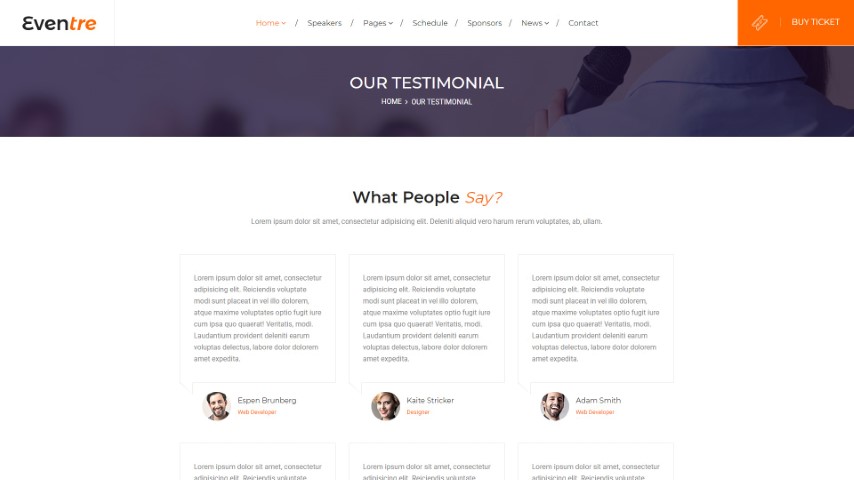 Eventre
Home / Speakers / Pages / Schedule / Sponsors / News / Contact
BUY TICKET
OUR TESTIMONIAL
HOME > OUR TESTIMONIAL
What People Say?
Lorem ipsum dolor sit amet, consectetur adipisicing elit. Deleniti aliquid vero harum rerum voluptates, ab, ullam.
Lorem ipsum dolor sit amet, consectetur
adipisicing elit. Reiciendis voluptate
modi sunt placeat in vel illo dolorem,
atque maxime voluptates optio fugit iure
cum ipsa quo quaerat! Veritatis, modi.
Laudantium provident deleniti earum
voluptas delectus, labore dolor dolorem
amet expedita.
Espen Brunberg
Web Developer
Lorem ipsum dolor sit amet, consectetur
adipisicing elit. Reiciendis voluptate
modi sunt placeat in vel illo dolorem,
atque maxime voluptates optio fugit iure
cum ipsa quo quaerat! Veritatis, modi.
Laudantium provident deleniti earum
voluptas delectus, labore dolor dolorem
amet expedita.
Kaite Stricker
Designer
Lorem ipsum dolor sit amet, consectetur
adipisicing elit. Reiciendis voluptate
modi sunt placeat in vel illo dolorem,
atque maxime voluptates optio fugit iure
cum ipsa quo quaerat! Veritatis, modi.
Laudantium provident deleniti earum
voluptas delectus, labore dolor dolorem
amet expedita.
Adam Smith
Web Developer
Lorem ipsum dolor sit amet, consectetur
adipisicing elit. Reiciendis voluptate
Lorem ipsum dolor sit amet, consectetur
adipisicing elit. Reiciendis voluptate
Lorem ipsum dolor sit amet, consectetur
adipisicing elit. Reiciendis voluptate